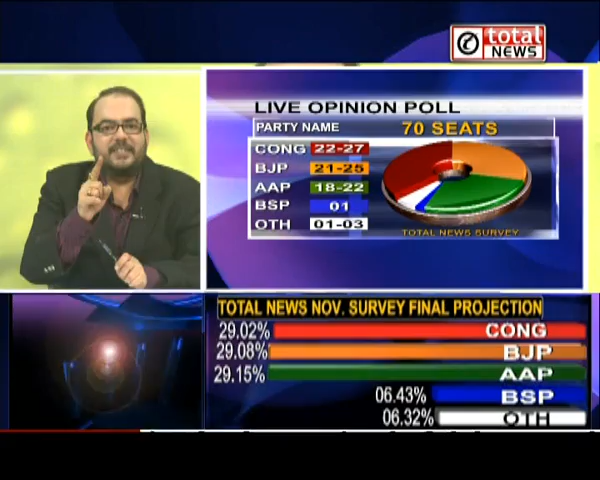 total
NEWS
LIVE OPINION POLL
PARTY NAME 70 SEATS
CONG 22-27
BJP 21-25
AAP 18-22
BSP 01
OTH 01-03
TOTAL NEWS SURVEY
TOTAL NEWS NOV. SURVEY FINAL PROJECTION
29.02% CONG
29.08% BJP
29.15% AAP
06.43% BSP
06.32% OTH